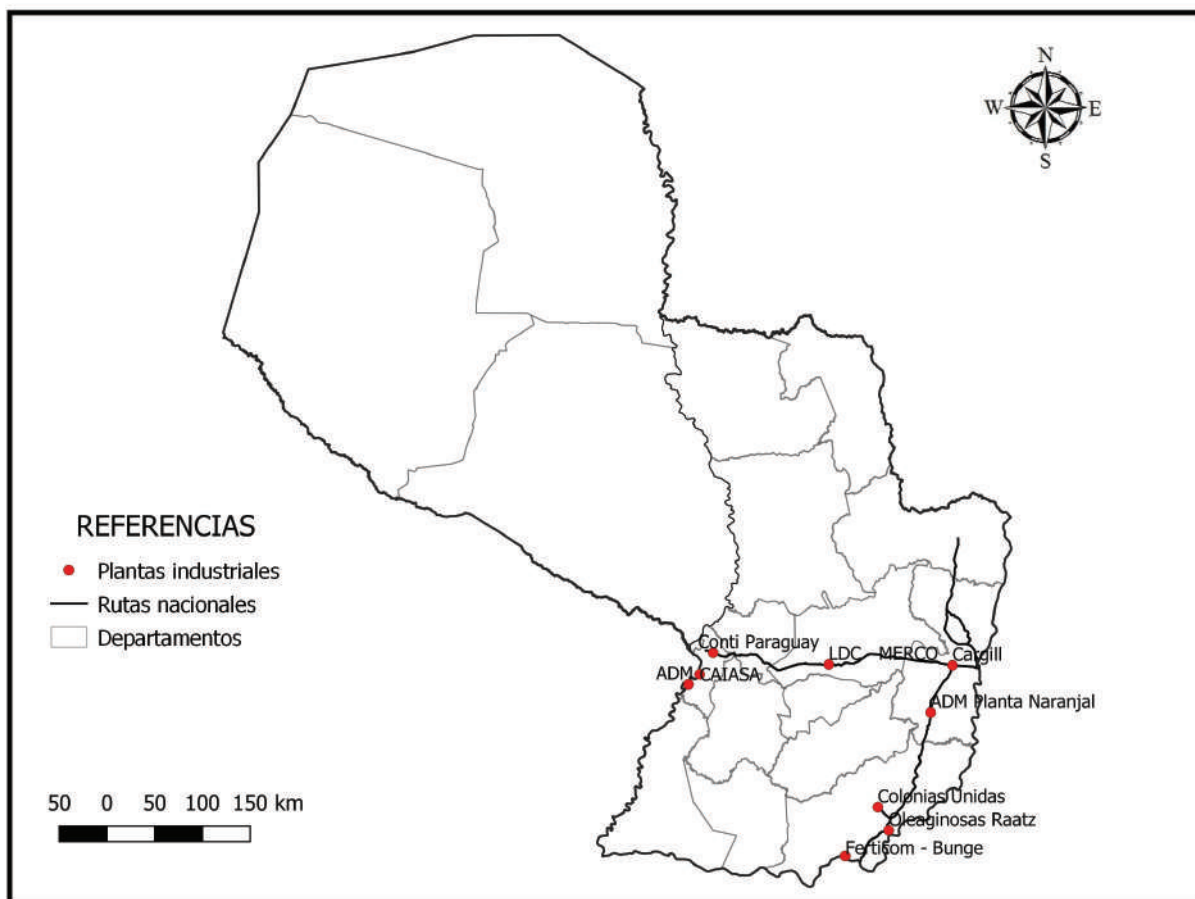 N
W E
S
REFERENCIAS
Plantas industriales
Rutas nacionales
Departamentos
50 0 50 100 150 km
Conti Paraguay
LDC MERCO Cargill
ADM CAIASA
ADM Planta Naranjal
Colonias Unidas
Oleaginosas Raatz
Ferticom - Bunge